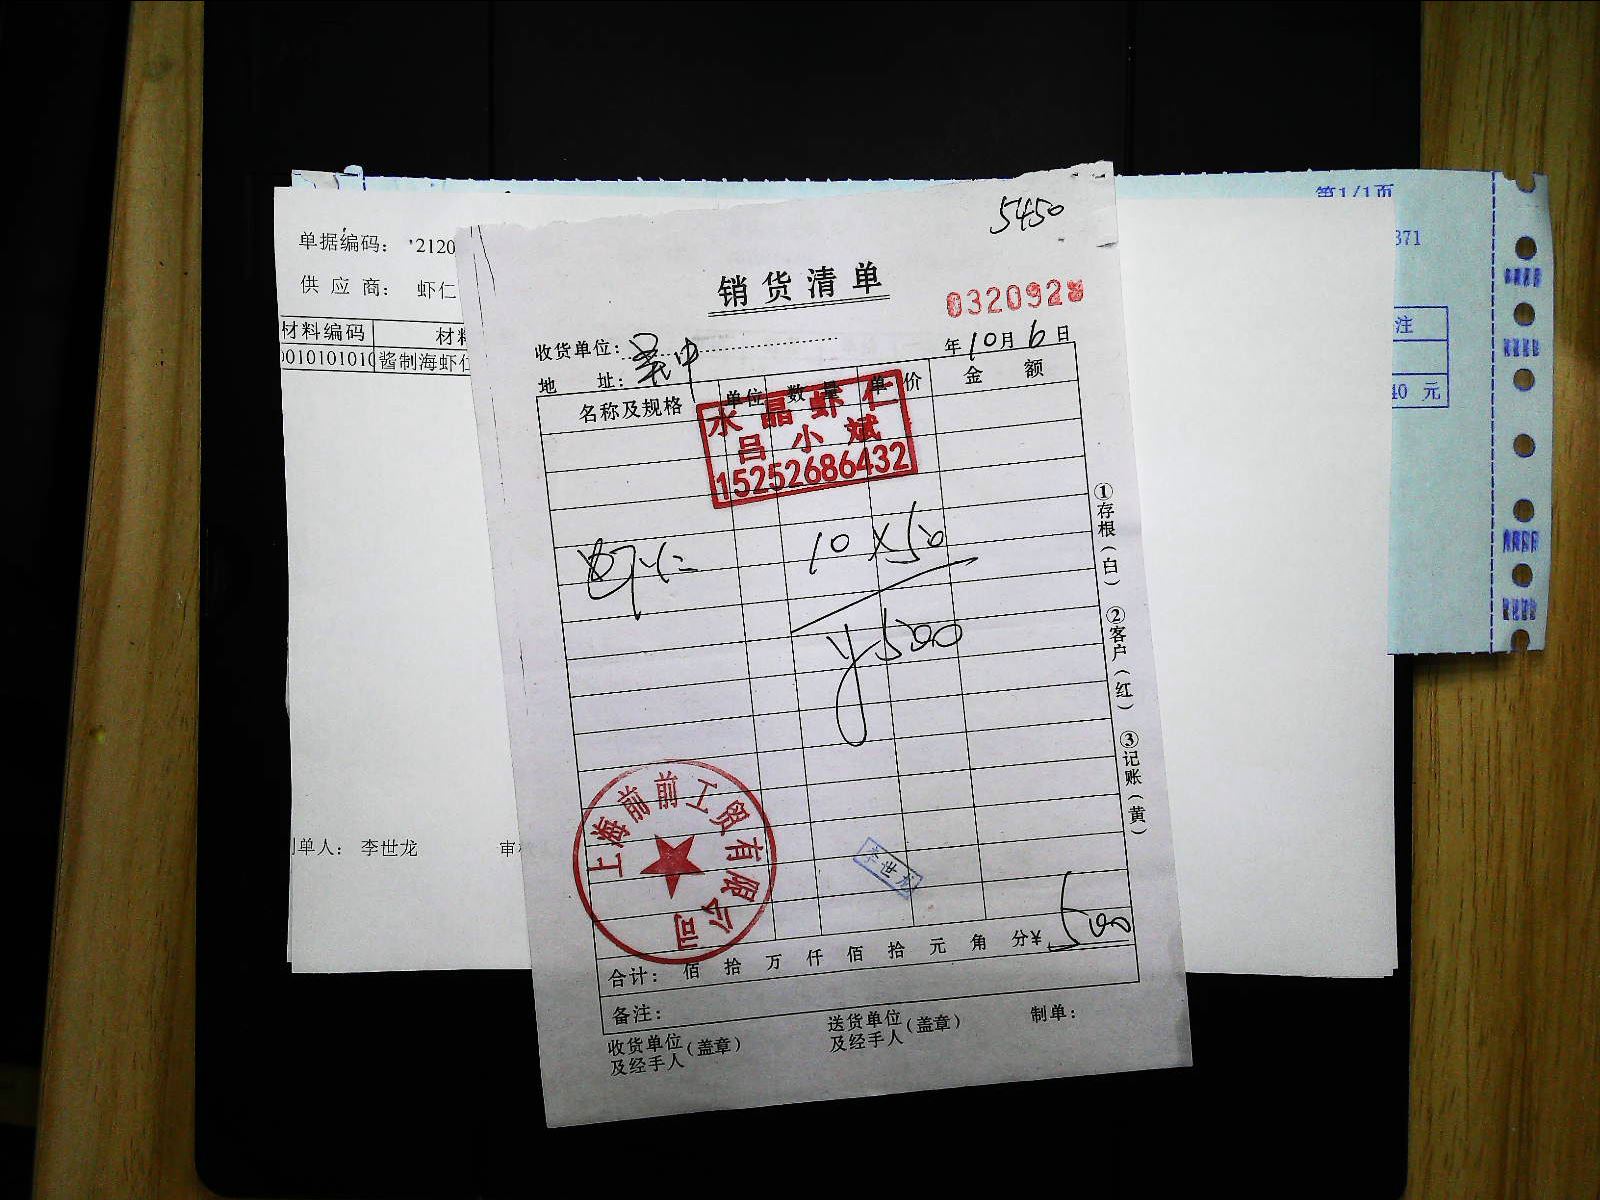 第1/1页
371
注
40 元
单据编码： '2120
供 应 商： 虾仁
材料编码 材料
0010101010 酱制海虾仁
制单人： 李世龙 审
5450
销货清单
0320928
收货单位：
年10月6日
地 址：
名称及规格 单位 数量 单价 金额
水晶虾仁
吕小斌
15252686432
虾仁 10×50
¥500
上海前前工贸有限公司
李世龙
合计： 佰 拾 万 仟 佰 拾 元 角 分¥ 500
备注：
收货单位及经手人（盖章） 送货单位及经手人（盖章） 制单：
①存根（白） ②客户（红） ③记账（黄）